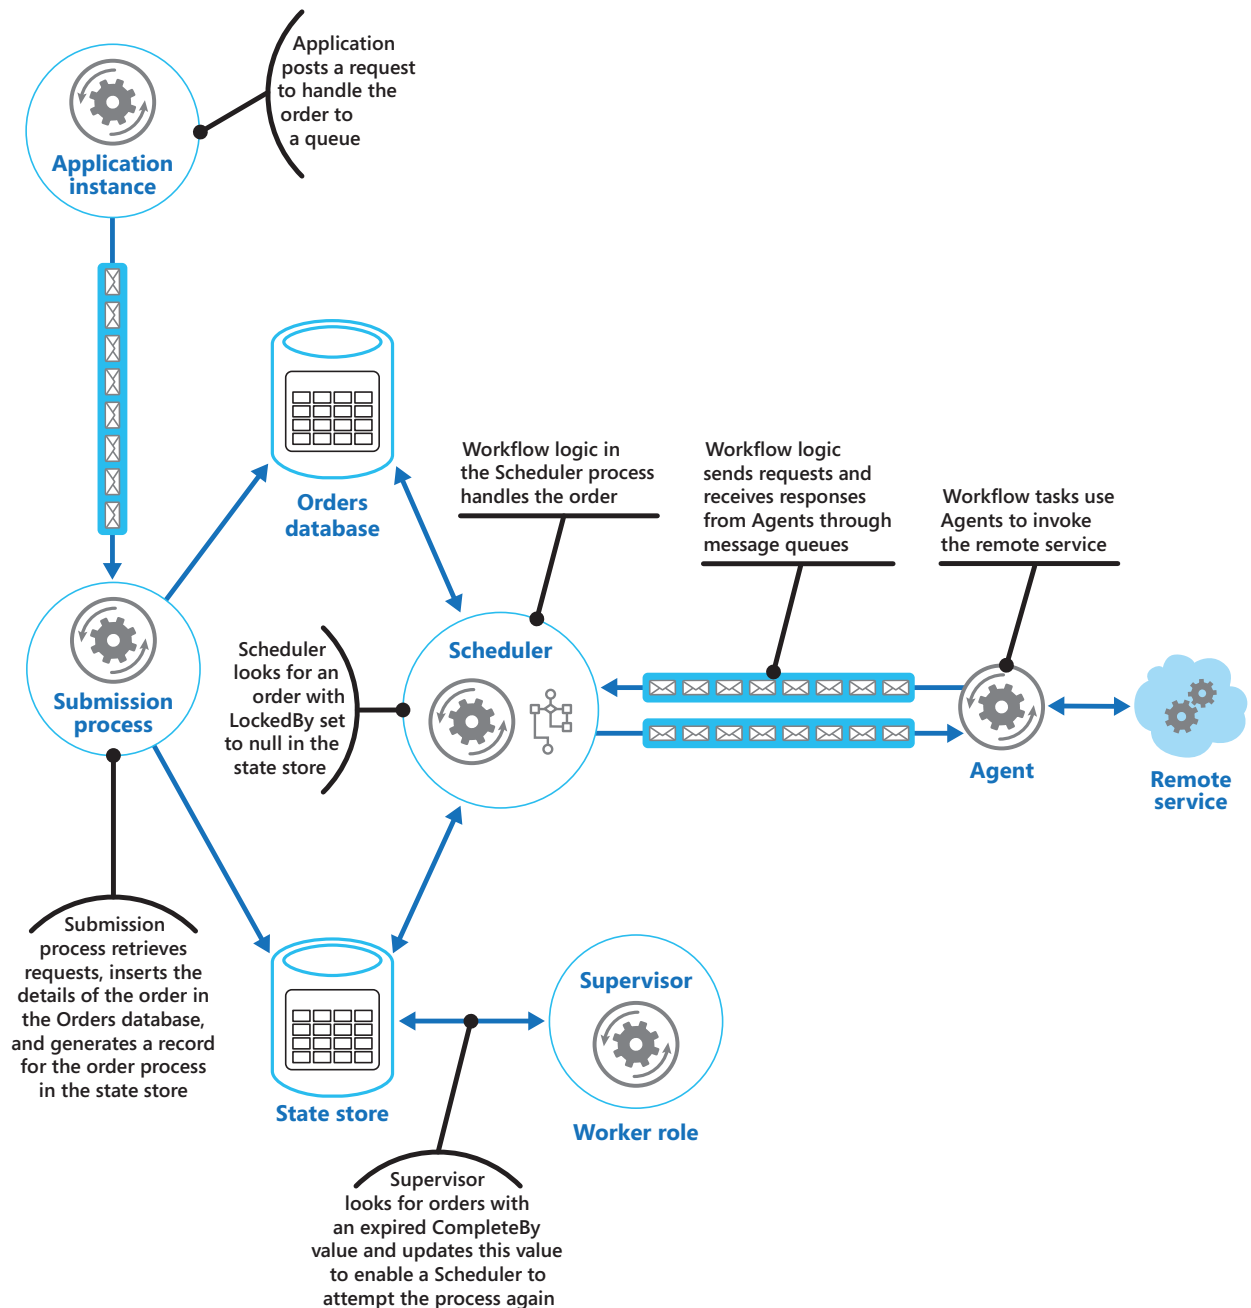 Application
posts a request
to handle the
order to
a queue
Application
instance
Orders
database
Workflow logic in
the Scheduler process
handles the order
Workflow logic
sends requests and
receives responses
from Agents through
message queues
Workflow tasks use
Agents to invoke
the remote service
Submission
process
Scheduler
looks for an
order with
LockedBy set
to null in the
state store
Scheduler
Agent
Remote
service
Submission
process retrieves
requests, inserts the
details of the order in
the Orders database,
and generates a record
for the order process
in the state store
State store
Supervisor
Worker role
Supervisor
looks for orders with
an expired CompleteBy
value and updates this value
to enable a Scheduler to
attempt the process again